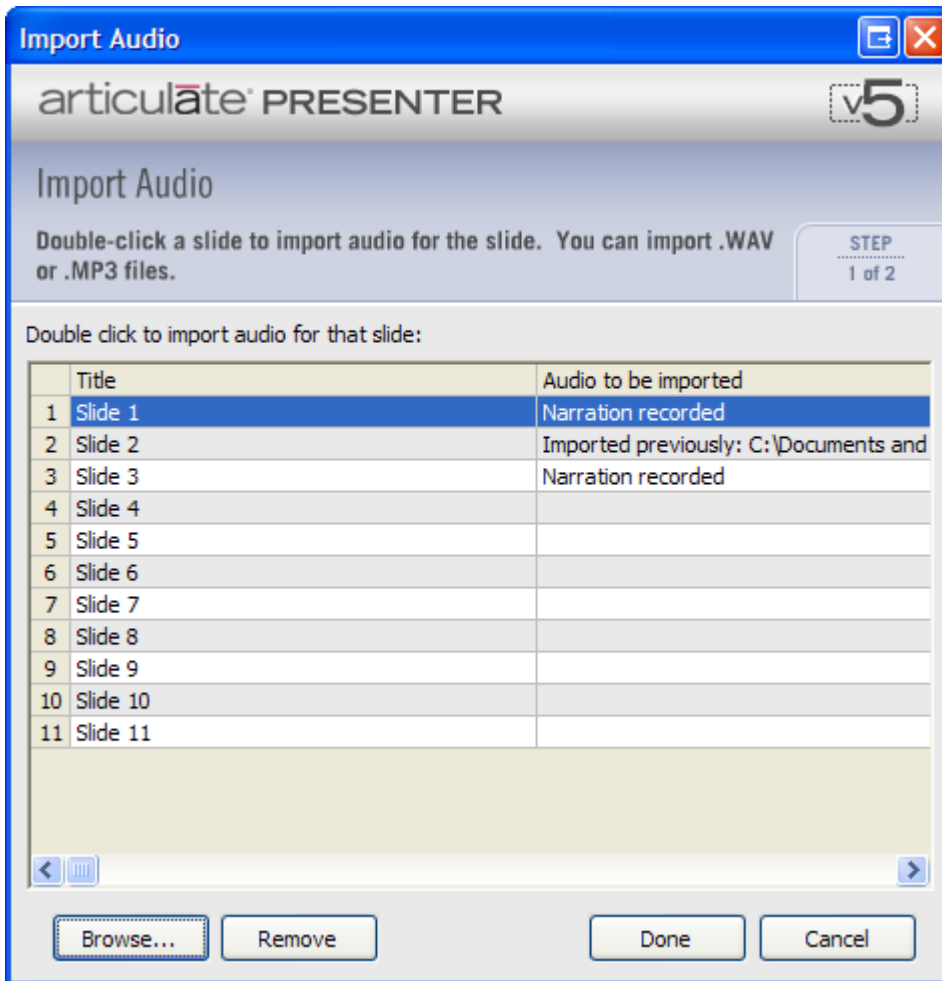 Import Audio
articulāte® PRESENTER v5
Import Audio
Double-click a slide to import audio for the slide. You can import .WAV
or .MP3 files.
STEP
1 of 2
Double click to import audio for that slide:
Title Audio to be imported
1 Slide 1 Narration recorded
2 Slide 2 Imported previously: C:\Documents and
3 Slide 3 Narration recorded
4 Slide 4
5 Slide 5
6 Slide 6
7 Slide 7
8 Slide 8
9 Slide 9
10 Slide 10
11 Slide 11
Browse... Remove Done Cancel